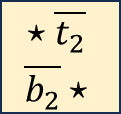 ⋆ t̅₂
b̅₂ ⋆